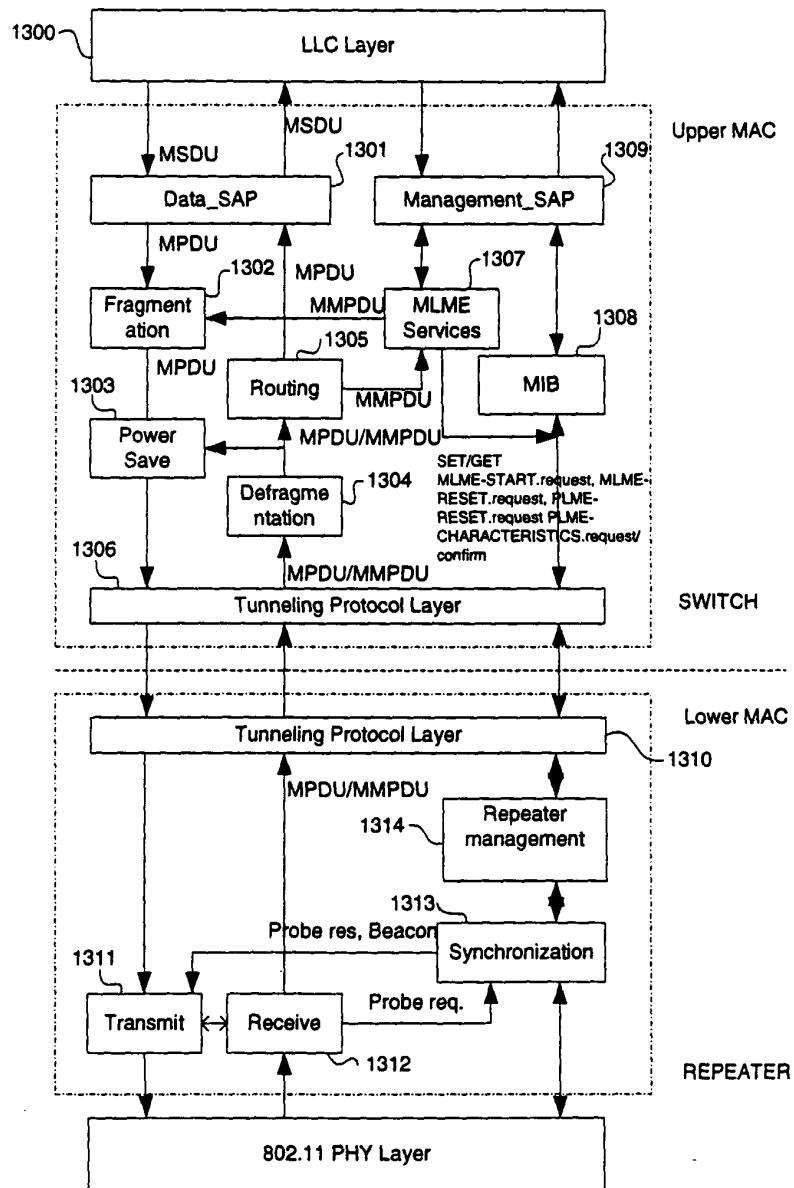 1300
LLC Layer
MSDU
MSDU
1301
1309
Upper MAC
Data_SAP
Management_SAP
MPDU
1302
MPDU
1307
Fragment
ation
MMPDU
MLME
Services
1308
1305
MPDU
1303
Routing
MMPDU
MIB
Power
Save
MPDU/MMPDU
Defragme
ntation
1304
SET/GET
MLME-START.request, MLME-
RESET.request, PLME-
RESET.request PLME-
CHARACTERISTICS.request/
confirm
1306
MPDU/MMPDU
Tunneling Protocol Layer
SWITCH
Lower MAC
Tunneling Protocol Layer
1310
MPDU/MMPDU
Repeater
management
1314
1313
Probe res, Beacon
Synchronization
1311
Transmit
Receive
Probe req.
1312
REPEATER
802.11 PHY Layer